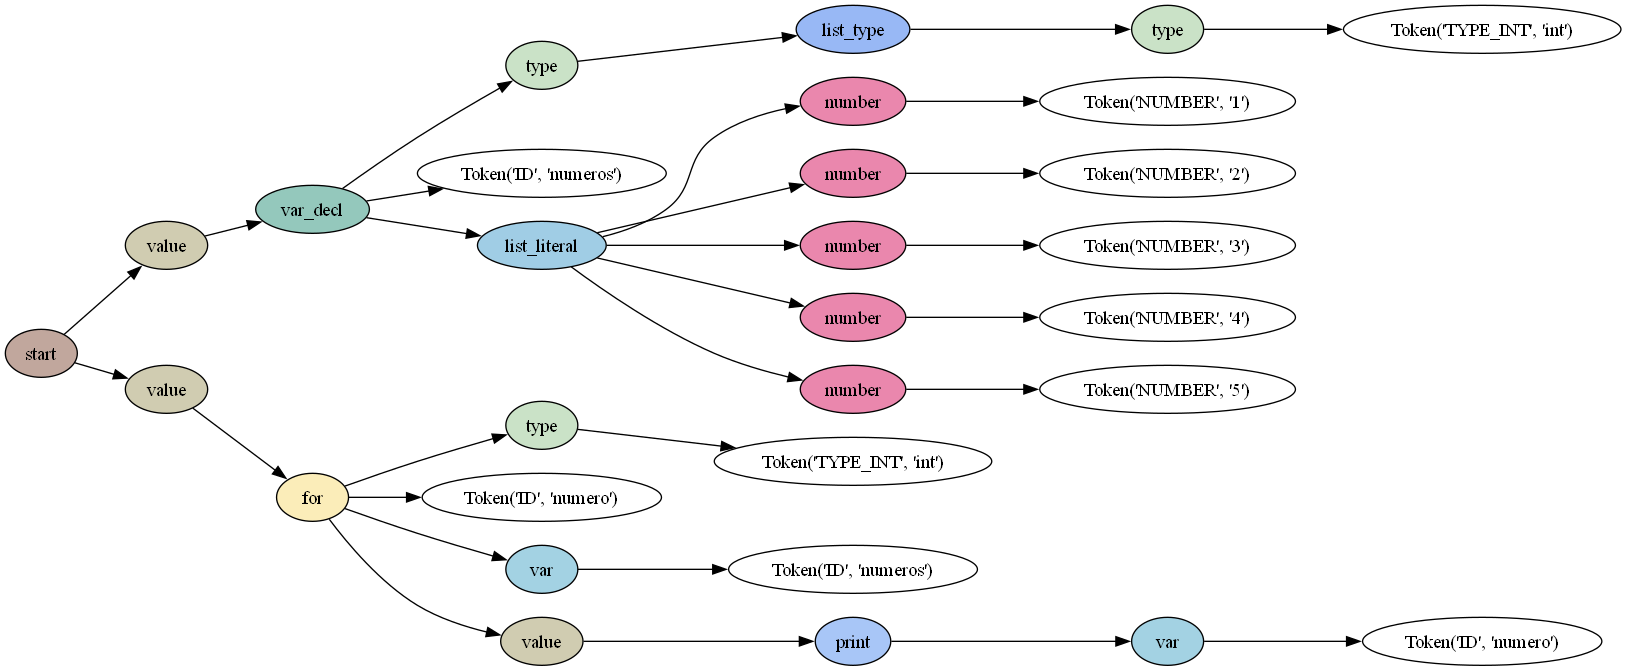 list_type
type
Token('TYPE_INT', 'int')
type
number
Token('NUMBER', '1')
Token('ID', 'numeros')
number
Token('NUMBER', '2')
var_decl
value
list_literal
number
Token('NUMBER', '3')
number
Token('NUMBER', '4')
start
value
number
Token('NUMBER', '5')
type
Token('TYPE_INT', 'int')
for
Token('ID', 'numero')
var
Token('ID', 'numeros')
value
print
var
Token('ID', 'numero')